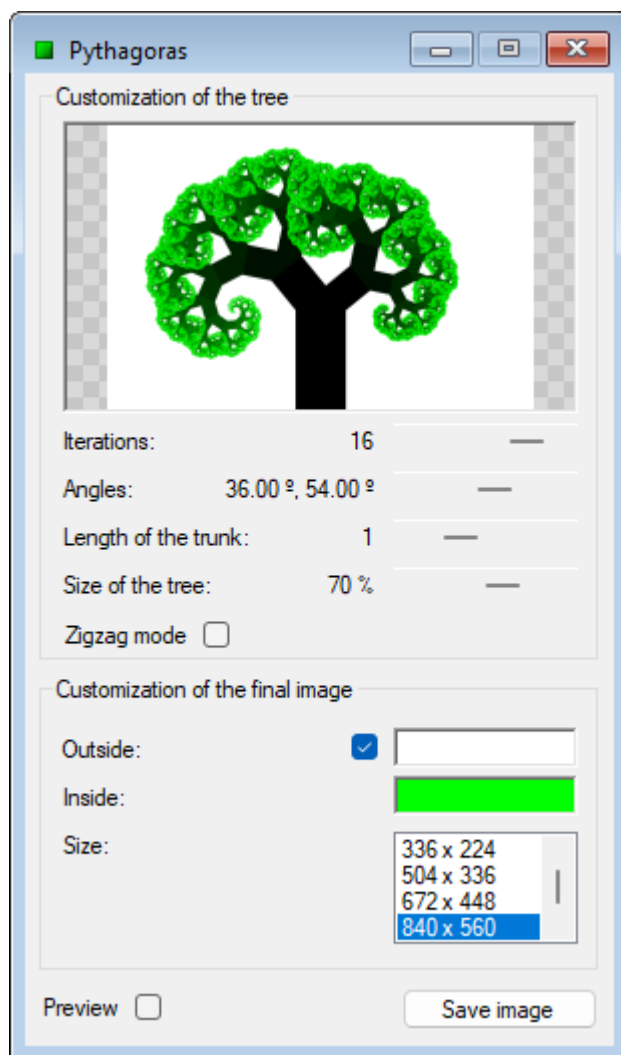 Pythagoras
Customization of the tree
Iterations: 16
Angles: 36.00 º, 54.00 º
Length of the trunk: 1
Size of the tree: 70 %
Zigzag mode
Customization of the final image
Outside:
Inside:
Size:
336 x 224
504 x 336
672 x 448
840 x 560
Preview
Save image